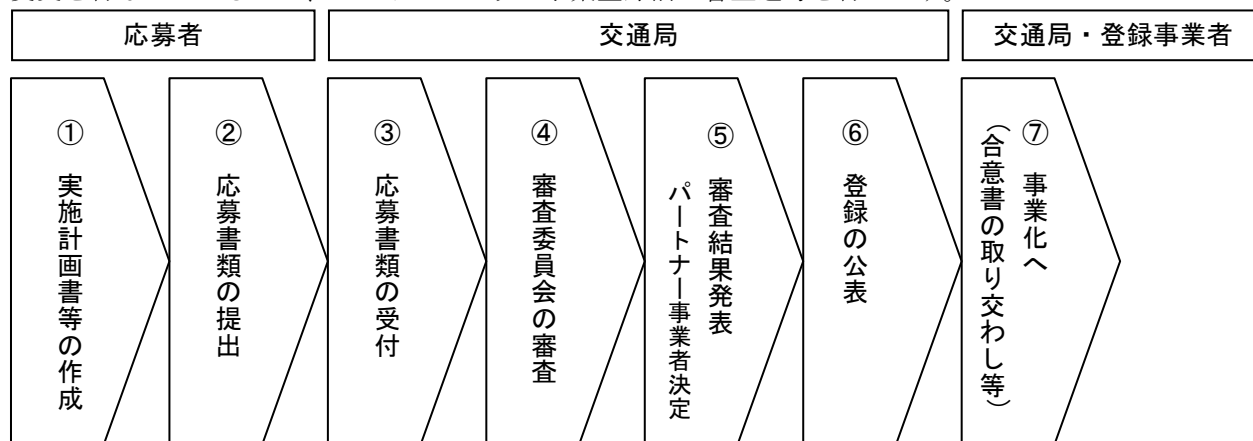 応募者
交通局
交通局・登録事業者
① 実施計画書等の作成
② 応募書類の提出
③ 応募書類の受付
④ 審査委員会の審査
⑤ 審査結果発表
パートナー事業者決定
⑥ 登録の公表
⑦ 事業化へ
（合意書の取り交わし等）